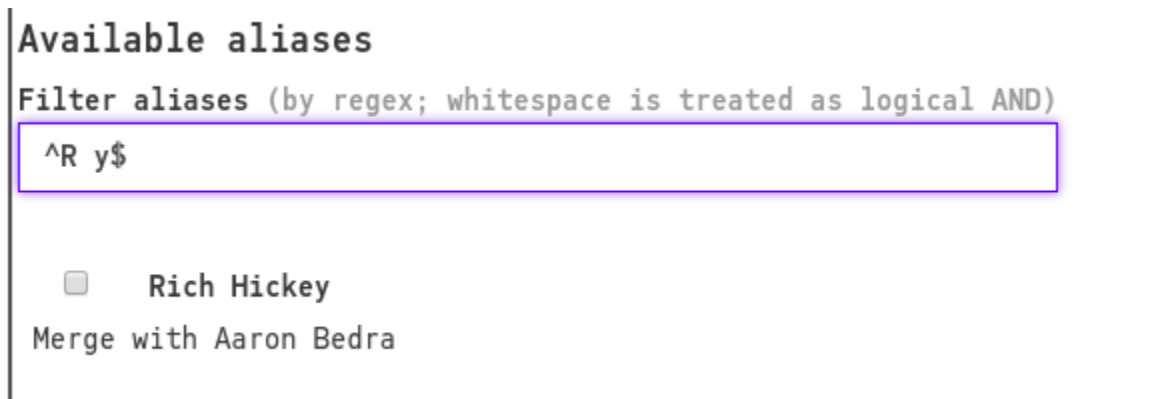 Available aliases
Filter aliases (by regex; whitespace is treated as logical AND)
^R y$
Rich Hickey
Merge with Aaron Bedra